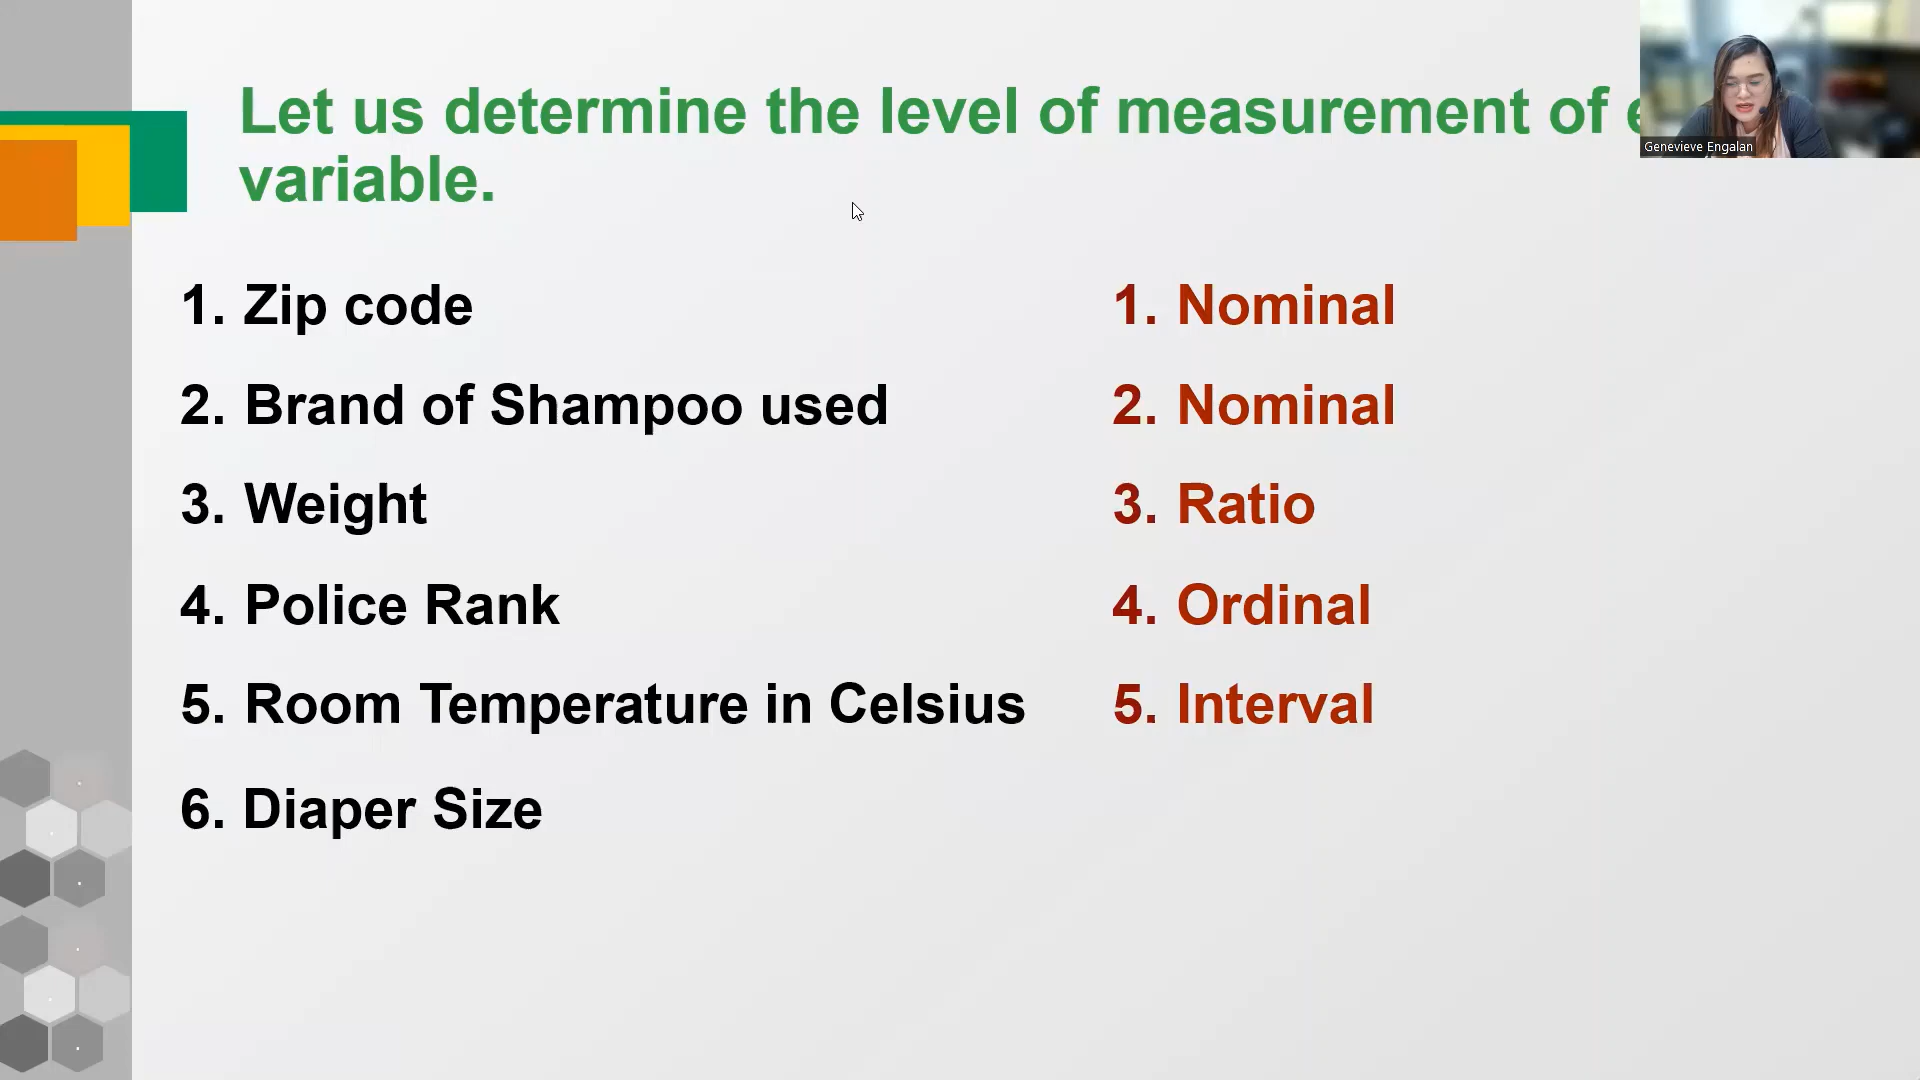 Let us determine the level of measurement of
variable.
1. Zip code
2. Brand of Shampoo used
3. Weight
4. Police Rank
5. Room Temperature in Celsius
6. Diaper Size
1. Nominal
2. Nominal
3. Ratio
4. Ordinal
5. Interval
Genevieve Engalan